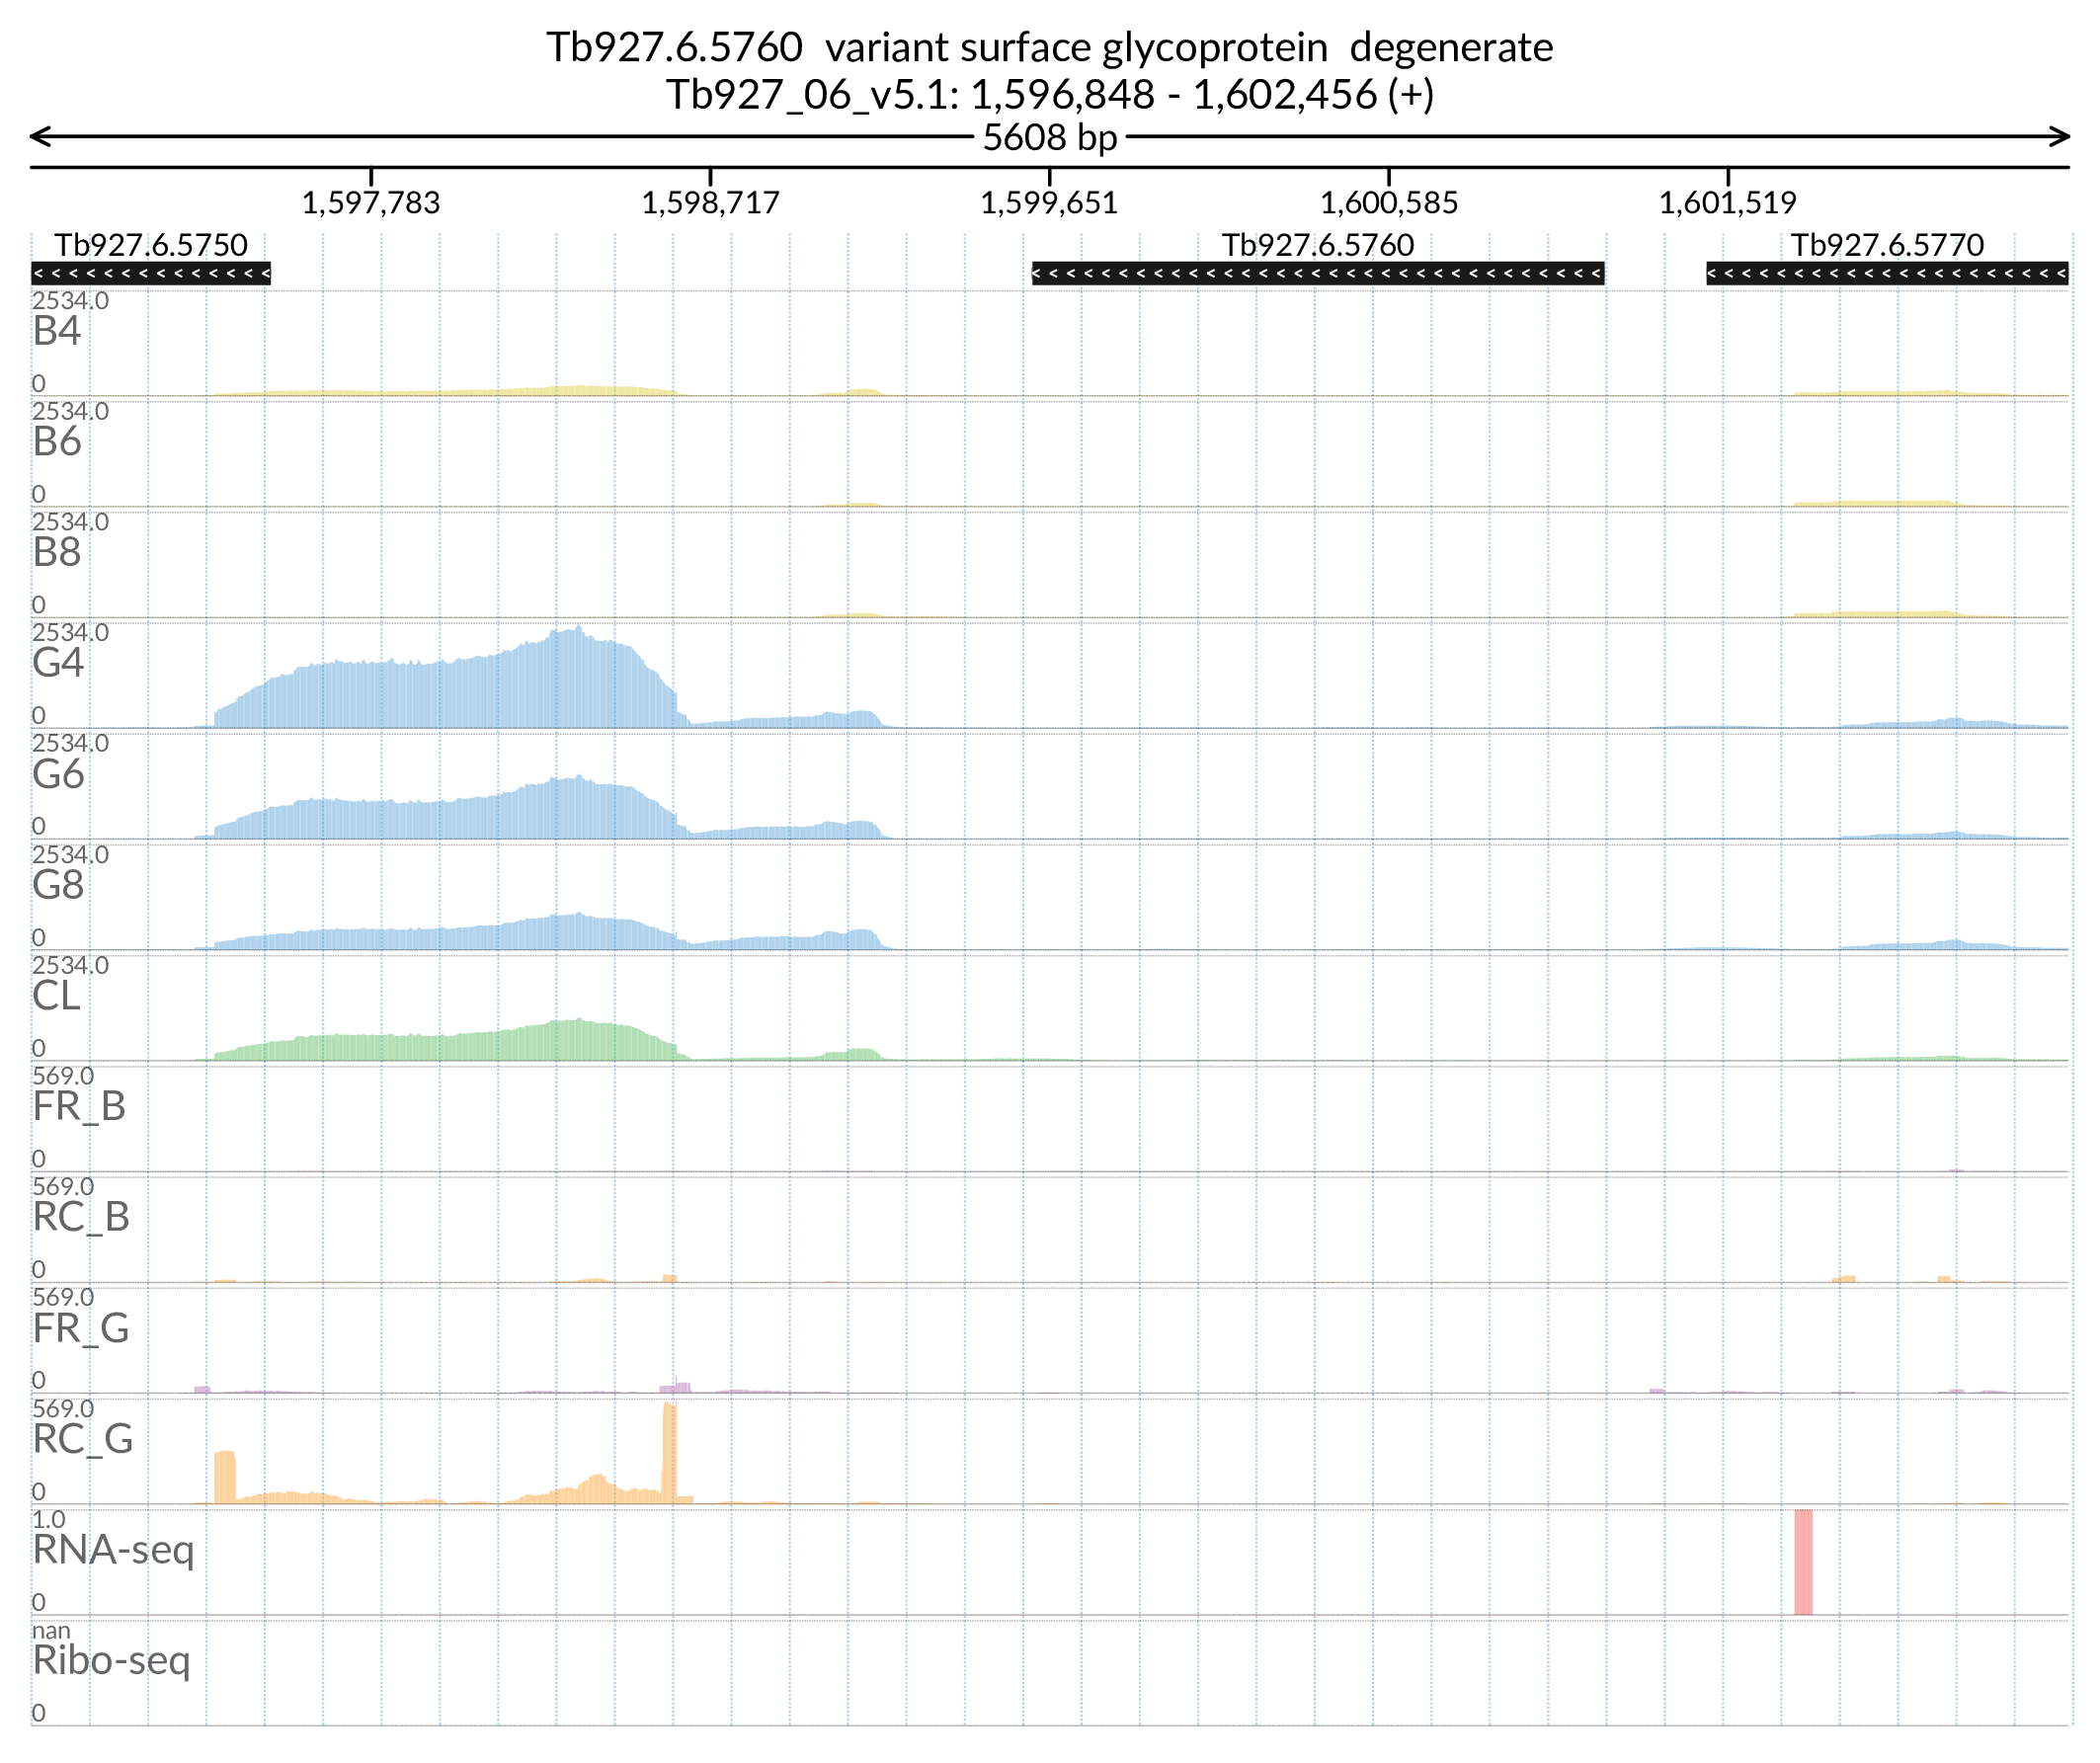 Tb927.6.5760 variant surface glycoprotein degenerate
Tb927_06_v5.1: 1,596,848 - 1,602,456 (+)
5608 bp
1,597,783 1,598,717 1,599,651 1,600,585 1,601,519
Tb927.6.5750 Tb927.6.5760 Tb927.6.5770
2534.0
B4
0
2534.0
B6
0
2534.0
B8
0
2534.0
G4
0
2534.0
G6
0
2534.0
G8
0
2534.0
CL
0
569.0
FR_B
0
569.0
RC_B
0
569.0
FR_G
0
569.0
RC_G
0
1.0
RNA-seq
0
nan
Ribo-seq
0